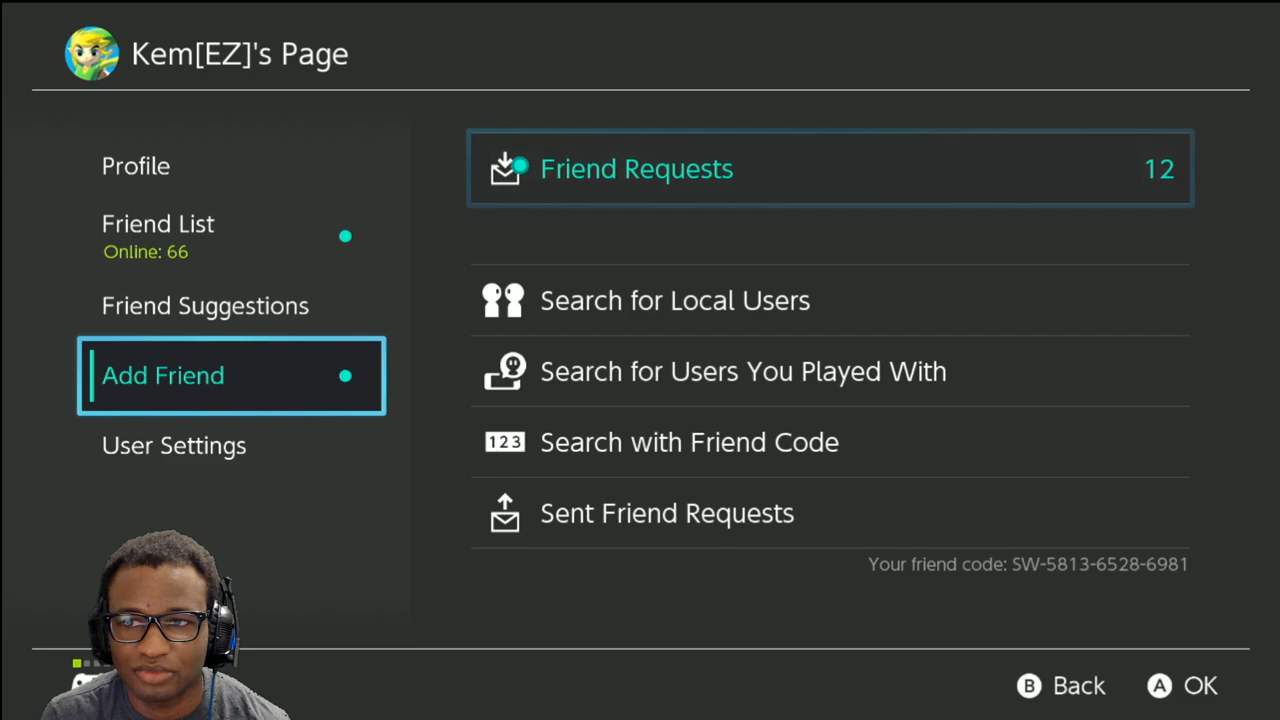 Kem[EZ]'s Page
Profile
Friend List
Online: 66
Friend Suggestions
Add Friend
User Settings
Friend Requests 12
Search for Local Users
Search for Users You Played With
123 Search with Friend Code
Sent Friend Requests
Your friend code: SW-5813-6528-6981
B Back A OK